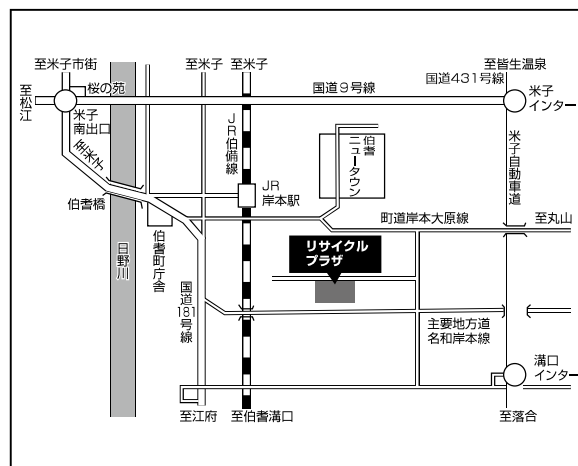 至米子市街
至米子
至米子
至皆生温泉
国道431号線
桜の苑
国道9号線
至松江
米子
南出口
米子
インター
至米子
JR伯備線
伯耆
ニュータウン
米子自動車道
JR
岸本駅
伯耆橋
町道岸本大原線
至丸山
日野川
伯耆町庁舎
リサイクル
プラザ
国道181号線
主要地方道
名和岸本線
溝口
インター
至江府
至伯耆溝口
至落合